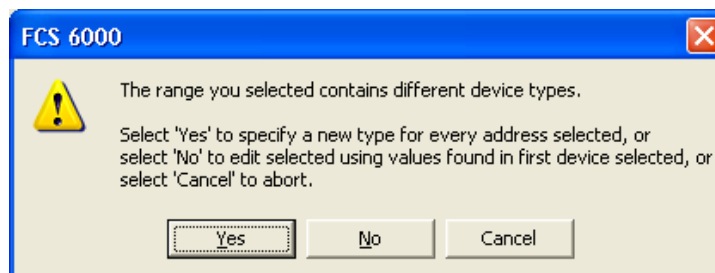 FCS 6000
The range you selected contains different device types.
Select 'Yes' to specify a new type for every address selected, or
select 'No' to edit selected using values found in first device selected, or
select 'Cancel' to abort.
Yes No Cancel